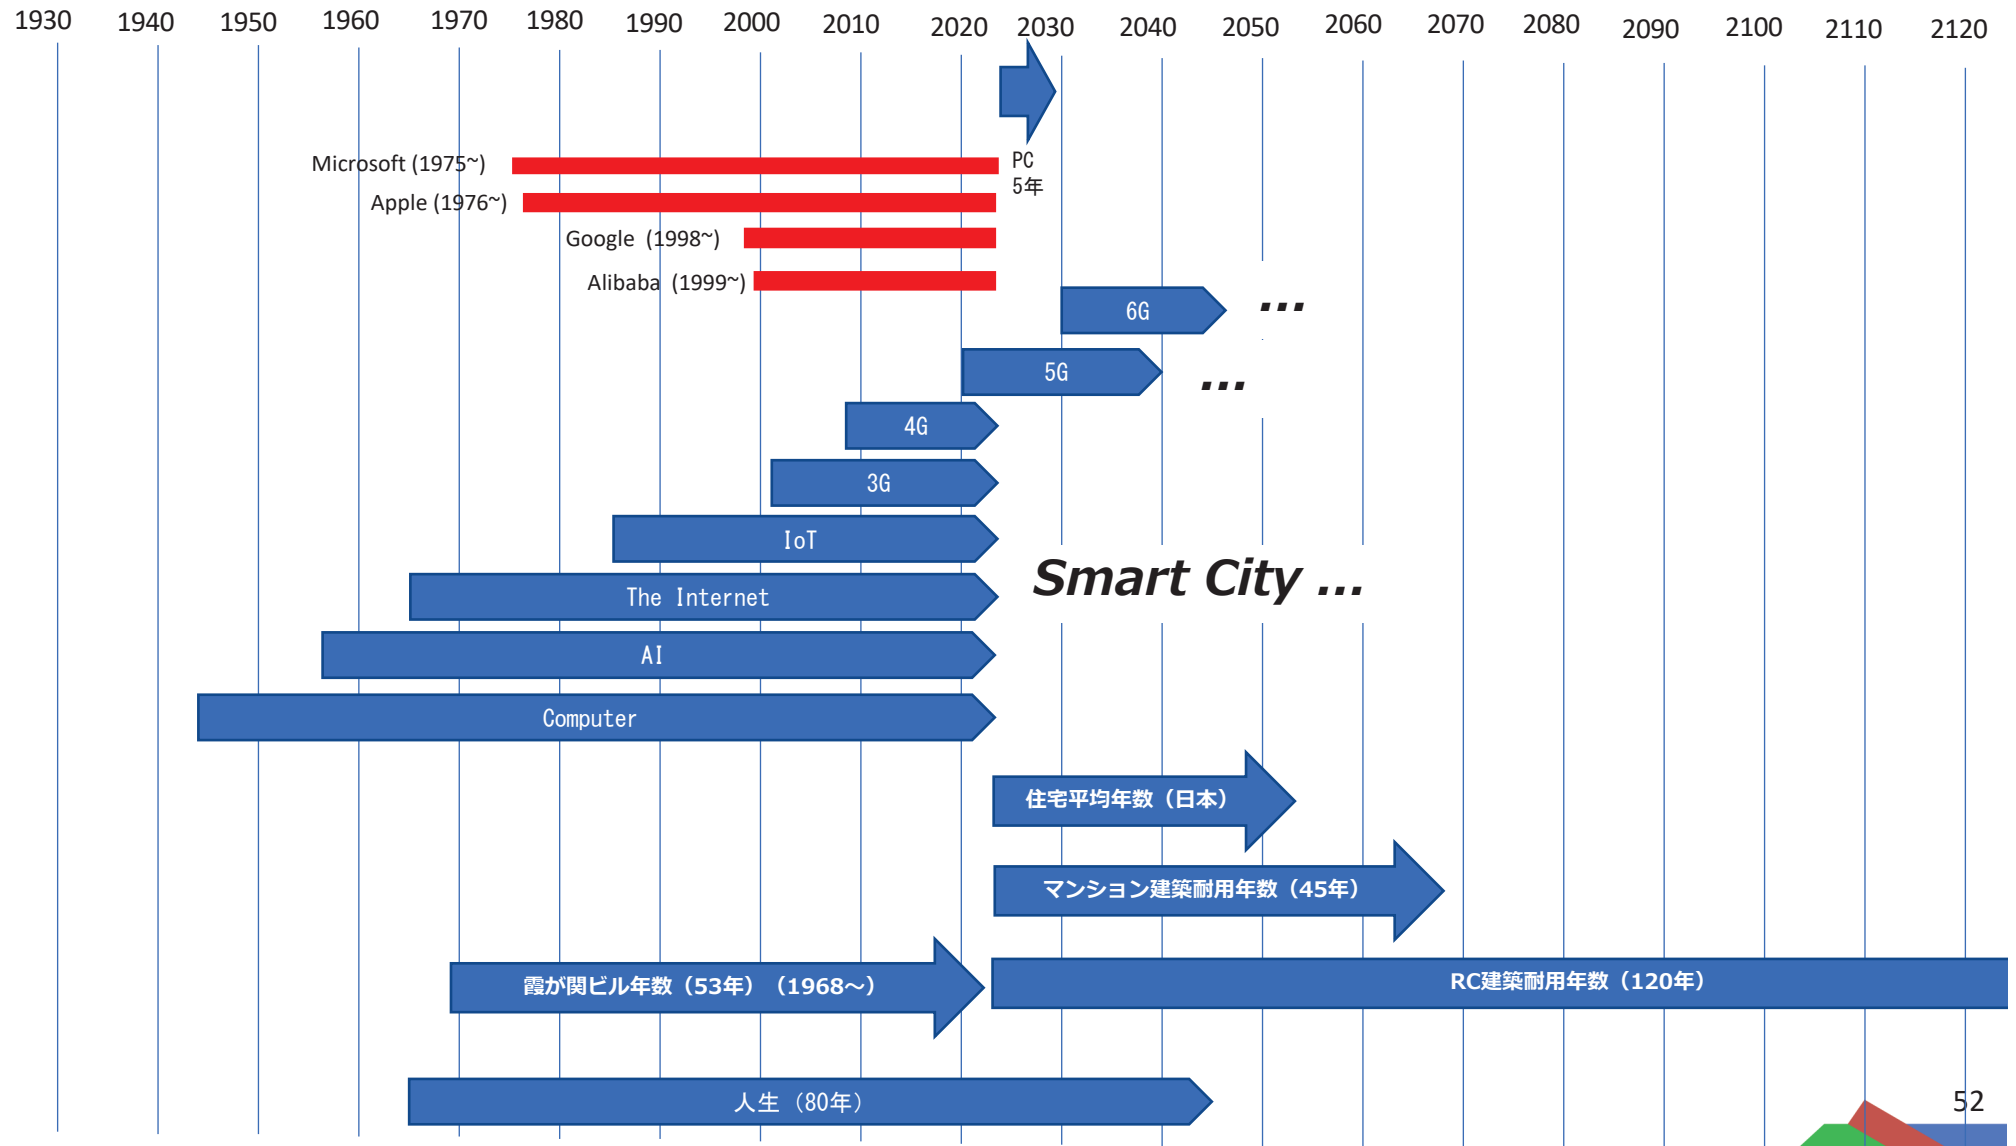 1930 1940 1950 1960 1970 1980 1990 2000 2010 2020 2030 2040 2050 2060 2070 2080 2090 2100 2110 2120
Microsoft (1975~)
PC
5年
Apple (1976~)
Google (1998~)
Alibaba (1999~)
6G
...
5G
...
4G
3G
IoT
The Internet
Smart City ...
AI
Computer
住宅平均年数（日本）
マンション建築耐用年数（45年）
霞が関ビル年数（53年）（1968～）
RC建築耐用年数（120年）
人生（80年）
52